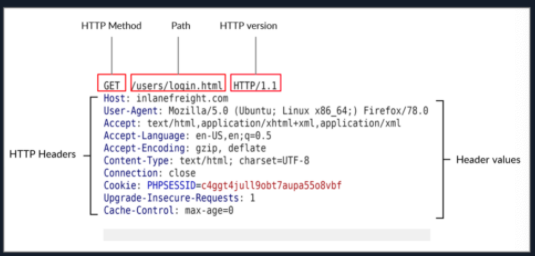 HTTP Method Path HTTP version
GET /users/login.html HTTP/1.1
Host: inlanefreight.com
User-Agent: Mozilla/5.0 (Ubuntu; Linux x86_64;) Firefox/78.0
Accept: text/html,application/xhtml+xml,application/xml
Accept-Language: en-US,en;q=0.5
Accept-Encoding: gzip, deflate
HTTP Headers
Content-Type: text/html; charset=UTF-8
Header values
Connection: close
Cookie: PHPSESSID=c4ggt4jull9obt7aupa55o8vbf
Upgrade-Insecure-Requests: 1
Cache-Control: max-age=0